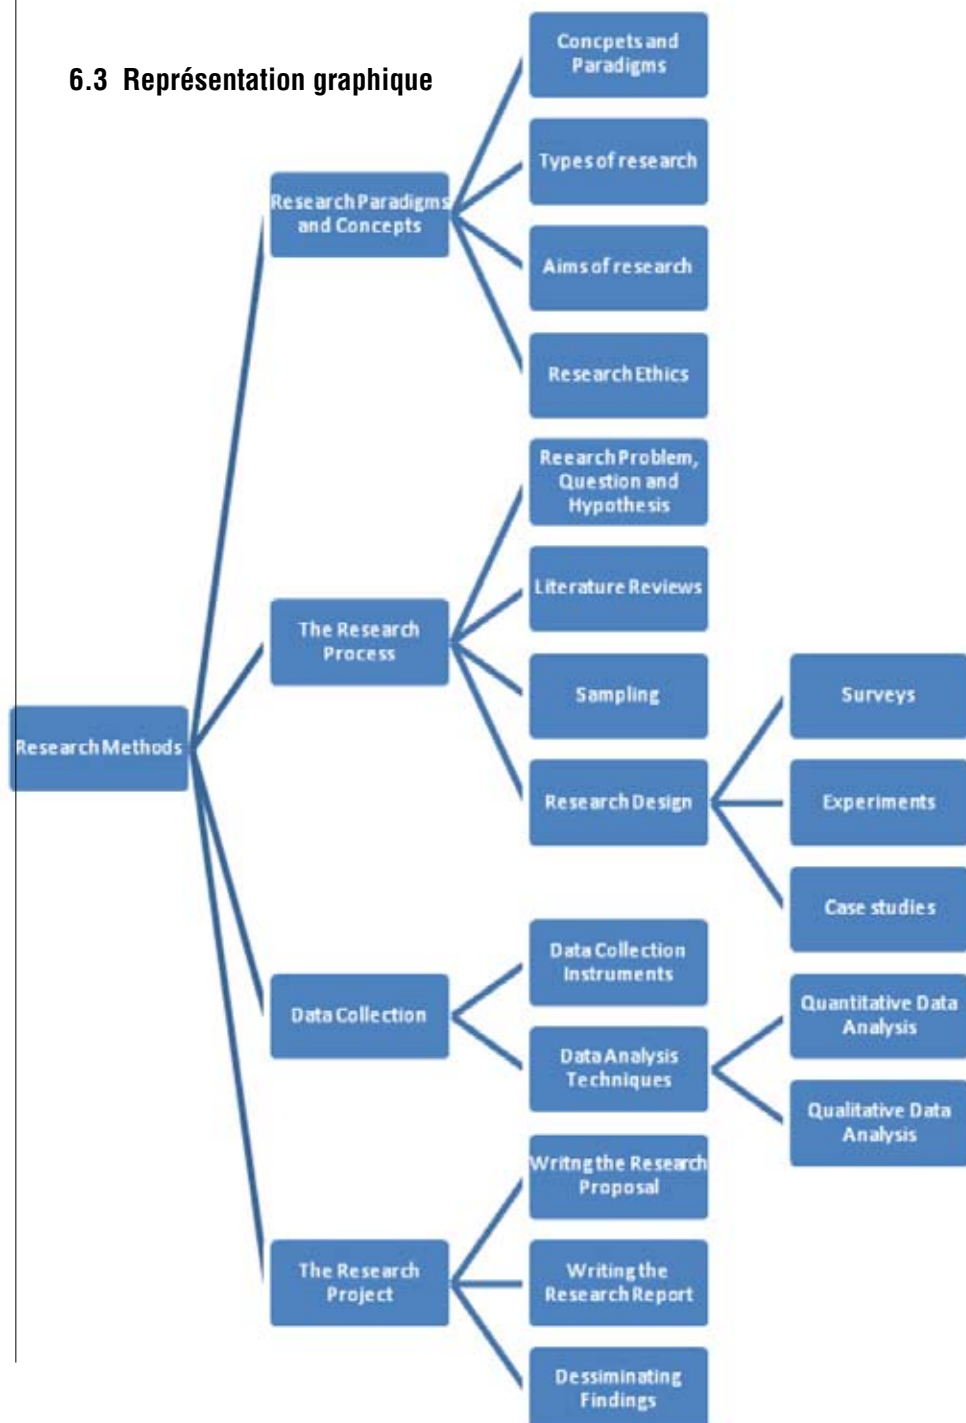 6.3 Représentation graphique
Research Methods
Research Paradigms
and Concepts
Concpets and
Paradigms
Types of research
Aims of research
Research Ethics
The Research
Process
Reearch Problem,
Question and
Hypothesis
Literature Reviews
Sampling
Research Design
Surveys
Experiments
Case studies
Data Collection
Data Collection
Instruments
Data Analysis
Techniques
Quantitative Data
Analysis
Qualitative Data
Analysis
The Research
Project
Writng the Research
Proposal
Writing the
Research Report
Dessiminating
Findings